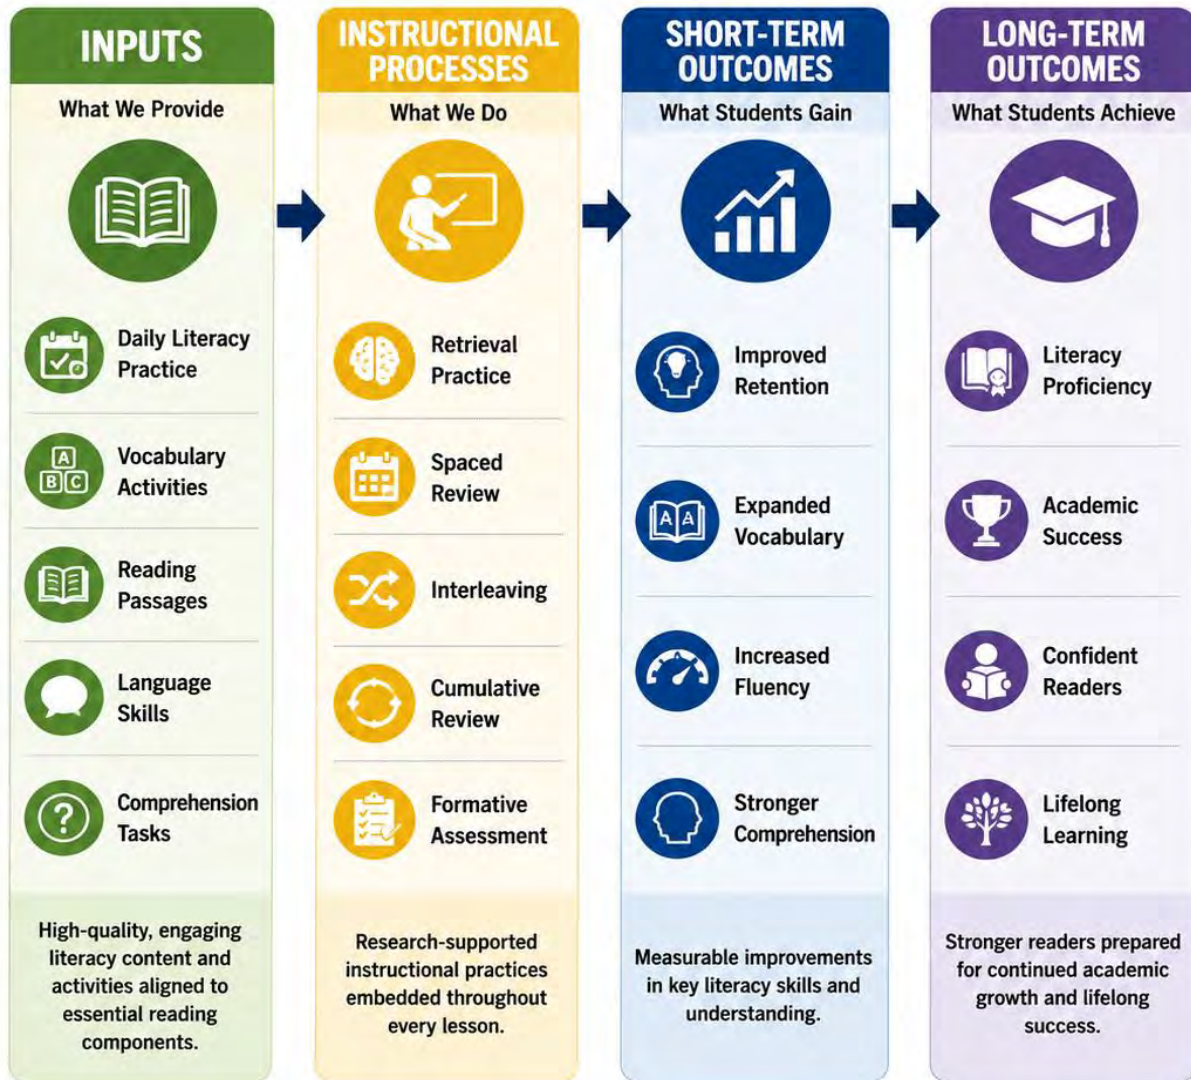 INPUTS
What We Provide
Daily Literacy
Practice
A
B C
Vocabulary
Activities
Reading
Passages
Language
Skills
?
Comprehension
Tasks
High-quality, engaging
literacy content and
activities aligned to
essential reading
components.
INSTRUCTIONAL
PROCESSES
What We Do
Retrieval
Practice
Spaced
Review
Interleaving
Cumulative
Review
Formative
Assessment
Research-supported
instructional practices
embedded throughout
every lesson.
SHORT-TERM
OUTCOMES
What Students Gain
Improved
Retention
A A
Expanded
Vocabulary
Increased
Fluency
Stronger
Comprehension
Measurable improvements
in key literacy skills and
understanding.
LONG-TERM
OUTCOMES
What Students Achieve
Literacy
Proficiency
Academic
Success
Confident
Readers
Lifelong
Learning
Stronger readers prepared
for continued academic
growth and lifelong
success.